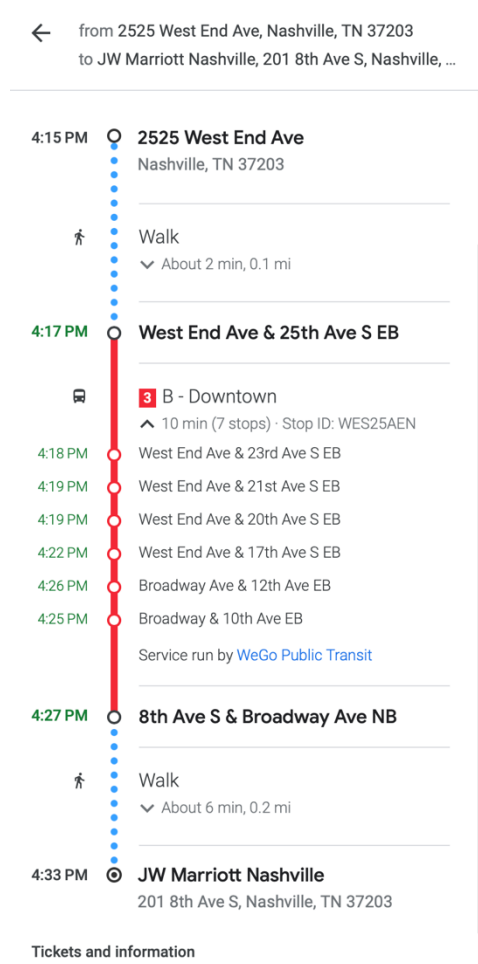 from 2525 West End Ave, Nashville, TN 37203
to JW Marriott Nashville, 201 8th Ave S, Nashville, ...
4:15 PM 2525 West End Ave
Nashville, TN 37203
Walk
About 2 min, 0.1 mi
4:17 PM West End Ave & 25th Ave S EB
3 B - Downtown
10 min (7 stops) · Stop ID: WES25AEN
4:18 PM West End Ave & 23rd Ave S EB
4:19 PM West End Ave & 21st Ave S EB
4:19 PM West End Ave & 20th Ave S EB
4:22 PM West End Ave & 17th Ave S EB
4:26 PM Broadway Ave & 12th Ave EB
4:25 PM Broadway & 10th Ave EB
Service run by WeGo Public Transit
4:27 PM 8th Ave S & Broadway Ave NB
Walk
About 6 min, 0.2 mi
4:33 PM JW Marriott Nashville
201 8th Ave S, Nashville, TN 37203
Tickets and information